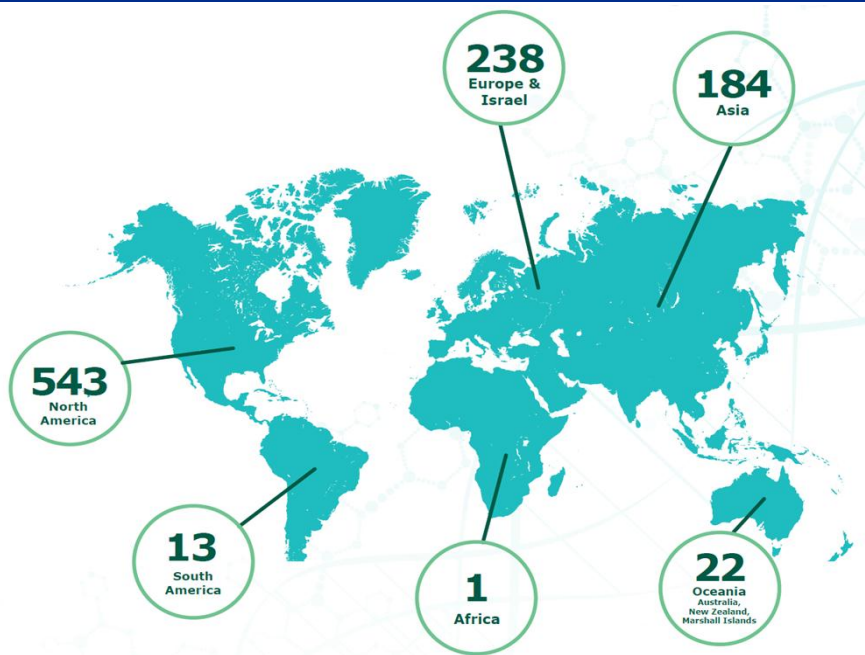 238
Europe &
Israel
184
Asia
543
North
America
13
South
America
1
Africa
22
Oceania
Australia,
New Zealand,
Marshall Islands